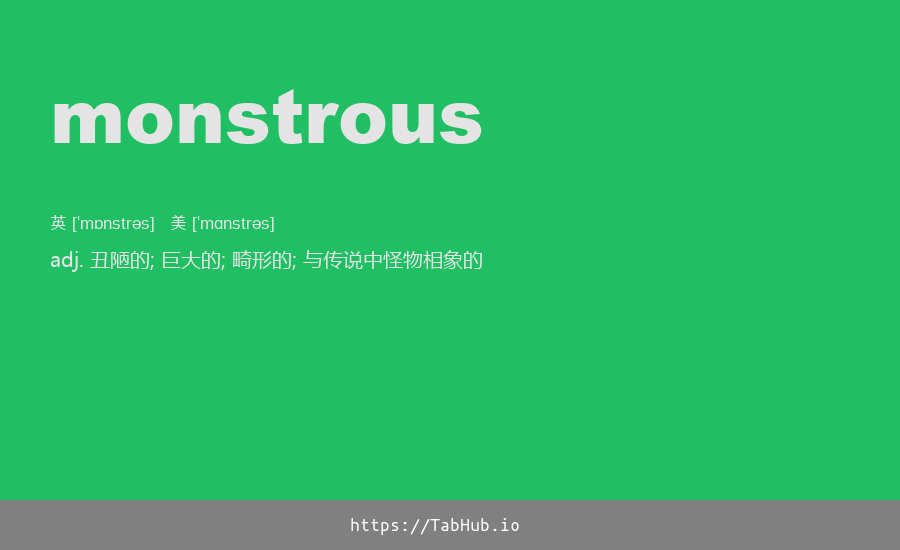 monstrous
英 [ˈmɒnstrəs] 美 [ˈmɑnstrəs]
adj. 丑陋的; 巨大的; 畸形的; 与传说中怪物相象的
https://TabHub.io